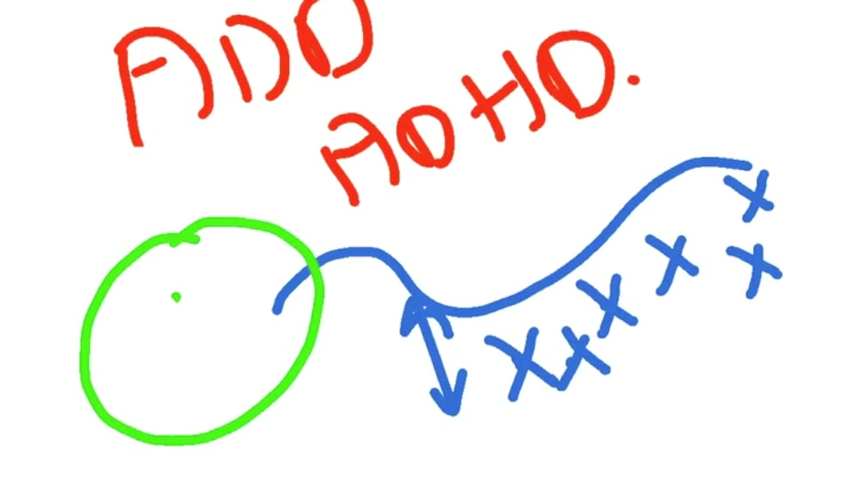 ADD
ADHD.
X X X X X X